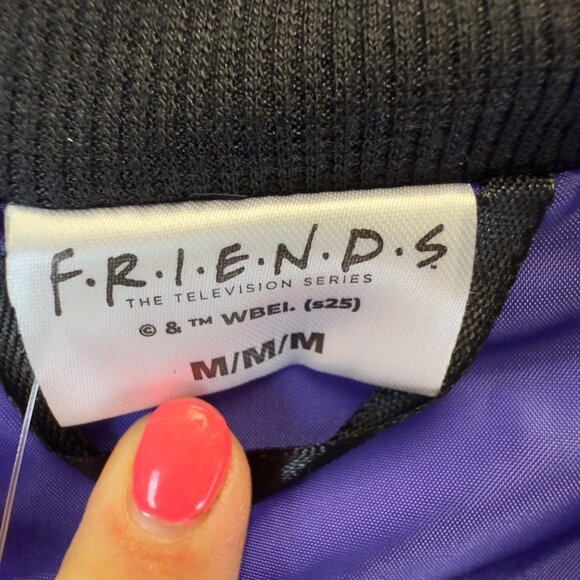 F·R·I·E·N·D·S
THE TELEVISION SERIES
© & ™ WBEI. (s25)
M/M/M